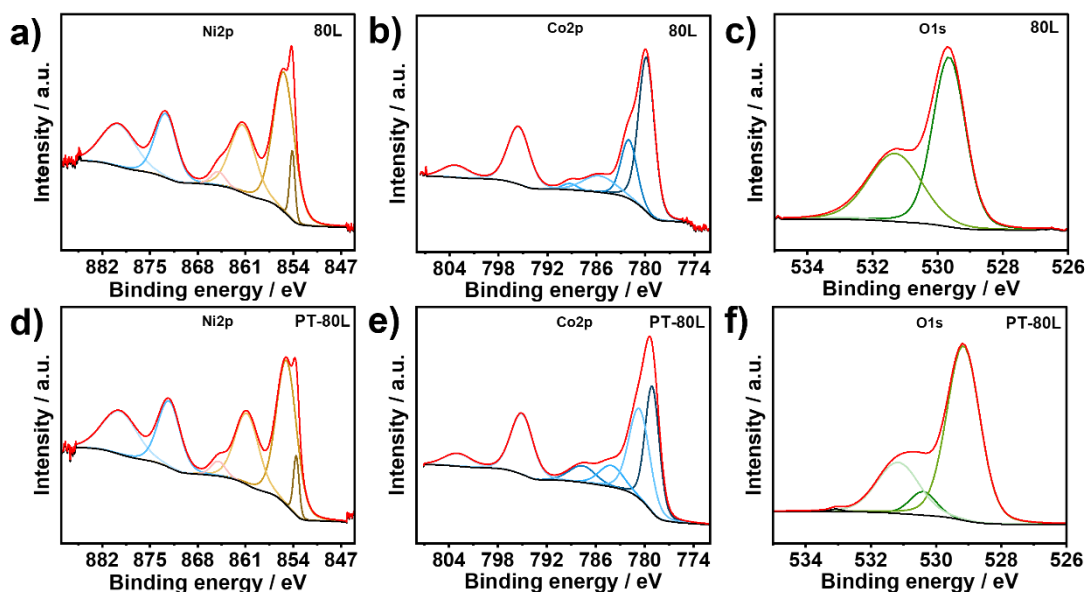 a)
Ni2p
80L
Intensity / a.u.
882 875 868 861 854 847
Binding energy / eV
b)
Co2p
80L
Intensity / a.u.
804 798 792 786 780 774
Binding energy / eV
c)
O1s
80L
Intensity / a.u.
534 532 530 528 526
Binding energy / eV
d)
Ni2p
PT-80L
Intensity / a.u.
882 875 868 861 854 847
Binding energy / eV
e)
Co2p
PT-80L
Intensity / a.u.
804 798 792 786 780 774
Binding energy / eV
f)
O1s
PT-80L
Intensity / a.u.
534 532 530 528 526
Binding energy / eV